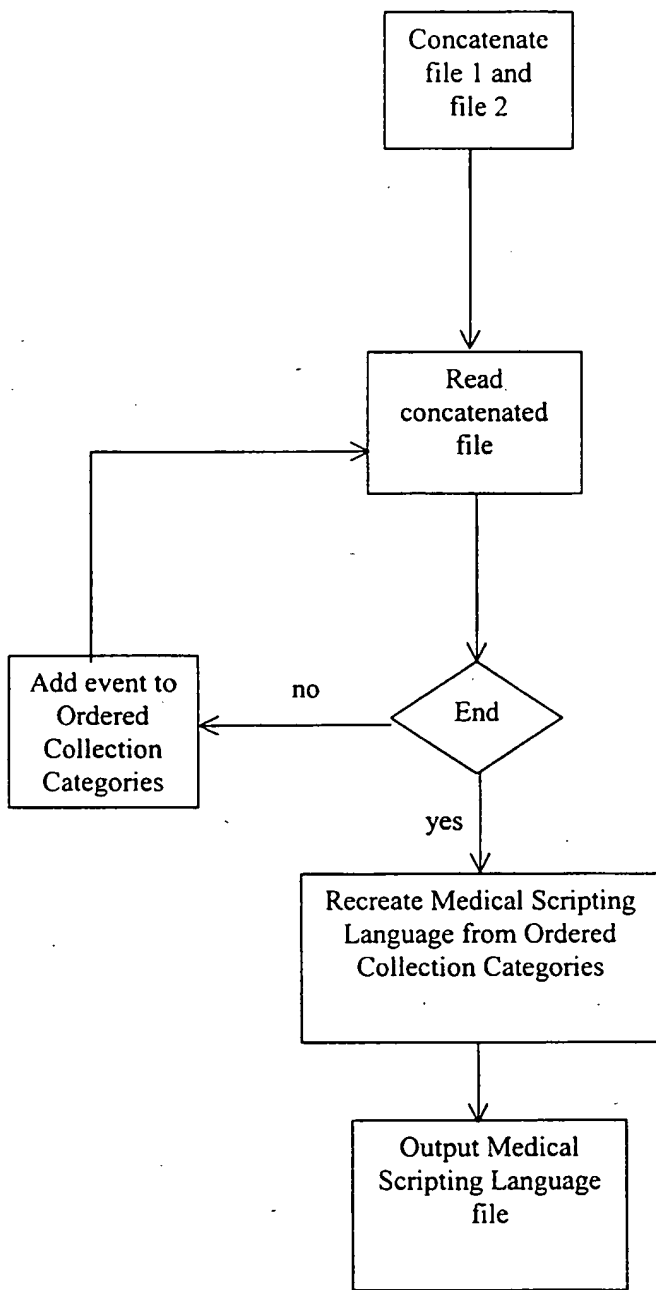 Concatenate
file 1 and
file 2
Read
concatenated
file
Add event to
Ordered
Collection
Categories
no
End
yes
Recreate Medical Scripting
Language from Ordered
Collection Categories
Output Medical
Scripting Language
file